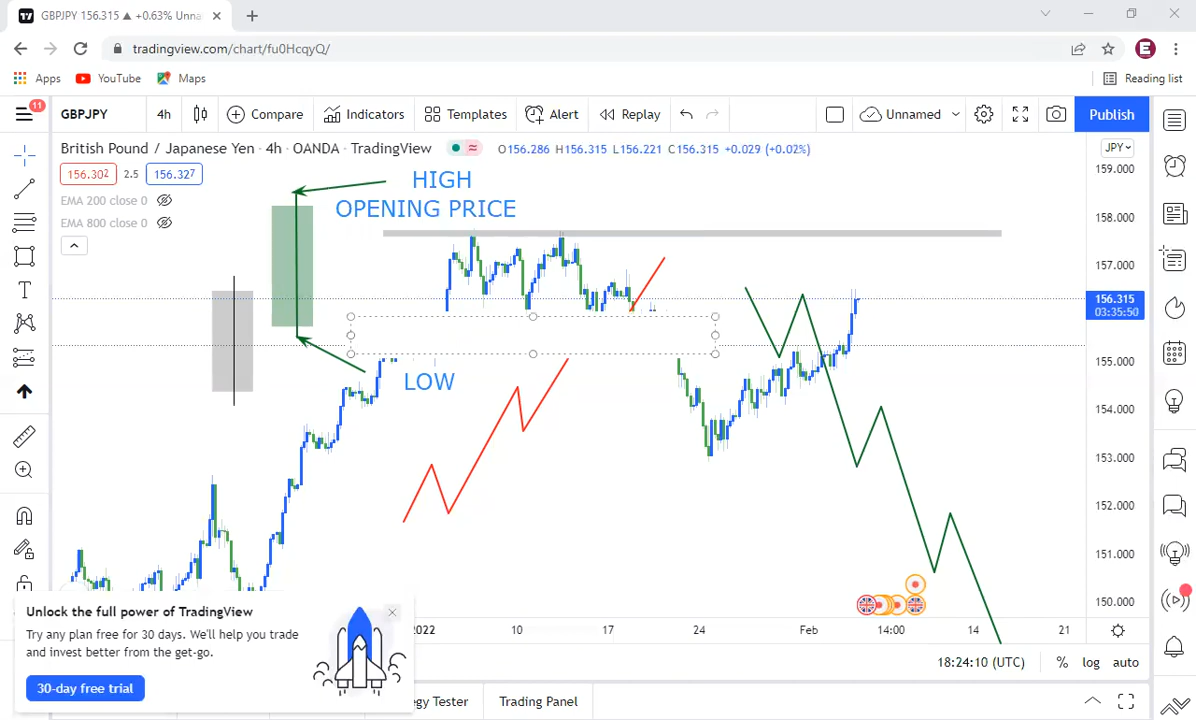 GBPJPY 156.315 ▲ +0.63% Unna
tradingview.com/chart/fu0HcqyQ/
E
Apps YouTube Maps Reading list
11
GBPJPY 4h Compare Indicators Templates Alert Replay Unnamed Publish
British Pound / Japanese Yen · 4h · OANDA · TradingView O156.286 H156.315 L156.221 C156.315 +0.029 (+0.02%) JPY
156.302 2.5 156.327
EMA 200 close 0
EMA 800 close 0
HIGH
OPENING PRICE
LOW
159.000
158.000
157.000
156.315
03:35:50
155.000
154.000
153.000
152.000
151.000
150.000
2022 10 17 24 Feb 14:00 14 21
18:24:10 (UTC) % log auto
Unlock the full power of TradingView
Try any plan free for 30 days. We'll help you trade
and invest better from the get-go.
30-day free trial
egy Tester Trading Panel